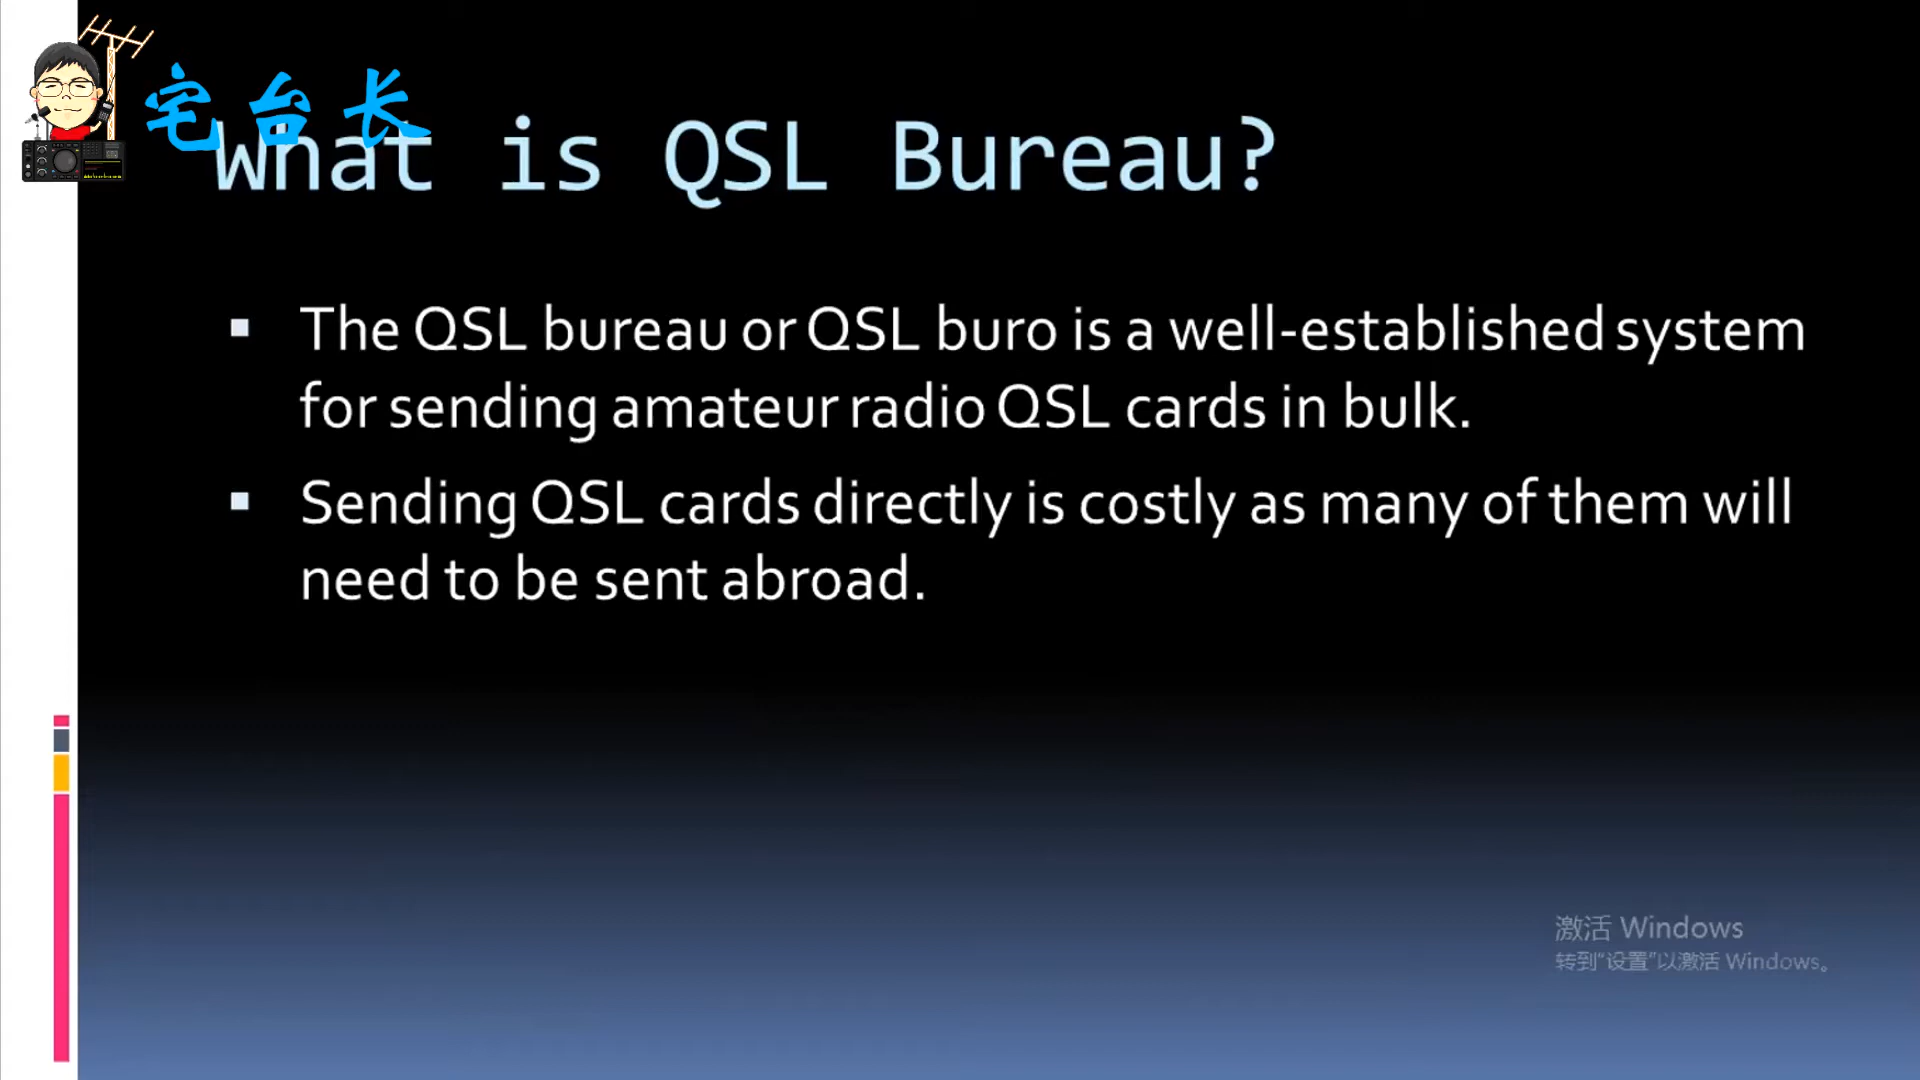 宅台长
What is QSL Bureau?
▪ The QSL bureau or QSL buro is a well-established system
for sending amateur radio QSL cards in bulk.
▪ Sending QSL cards directly is costly as many of them will
need to be sent abroad.
激活 Windows
转到“设置”以激活 Windows。